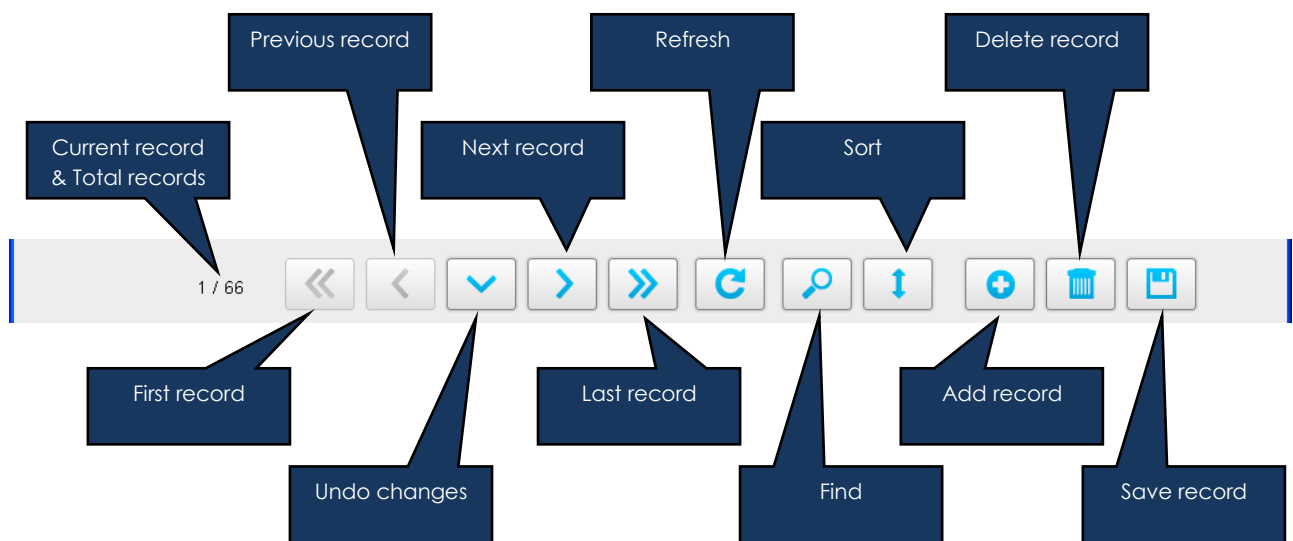 Previous record
Refresh
Delete record
Current record
& Total records
Next record
Sort
1 / 66
First record
Last record
Add record
Undo changes
Find
Save record